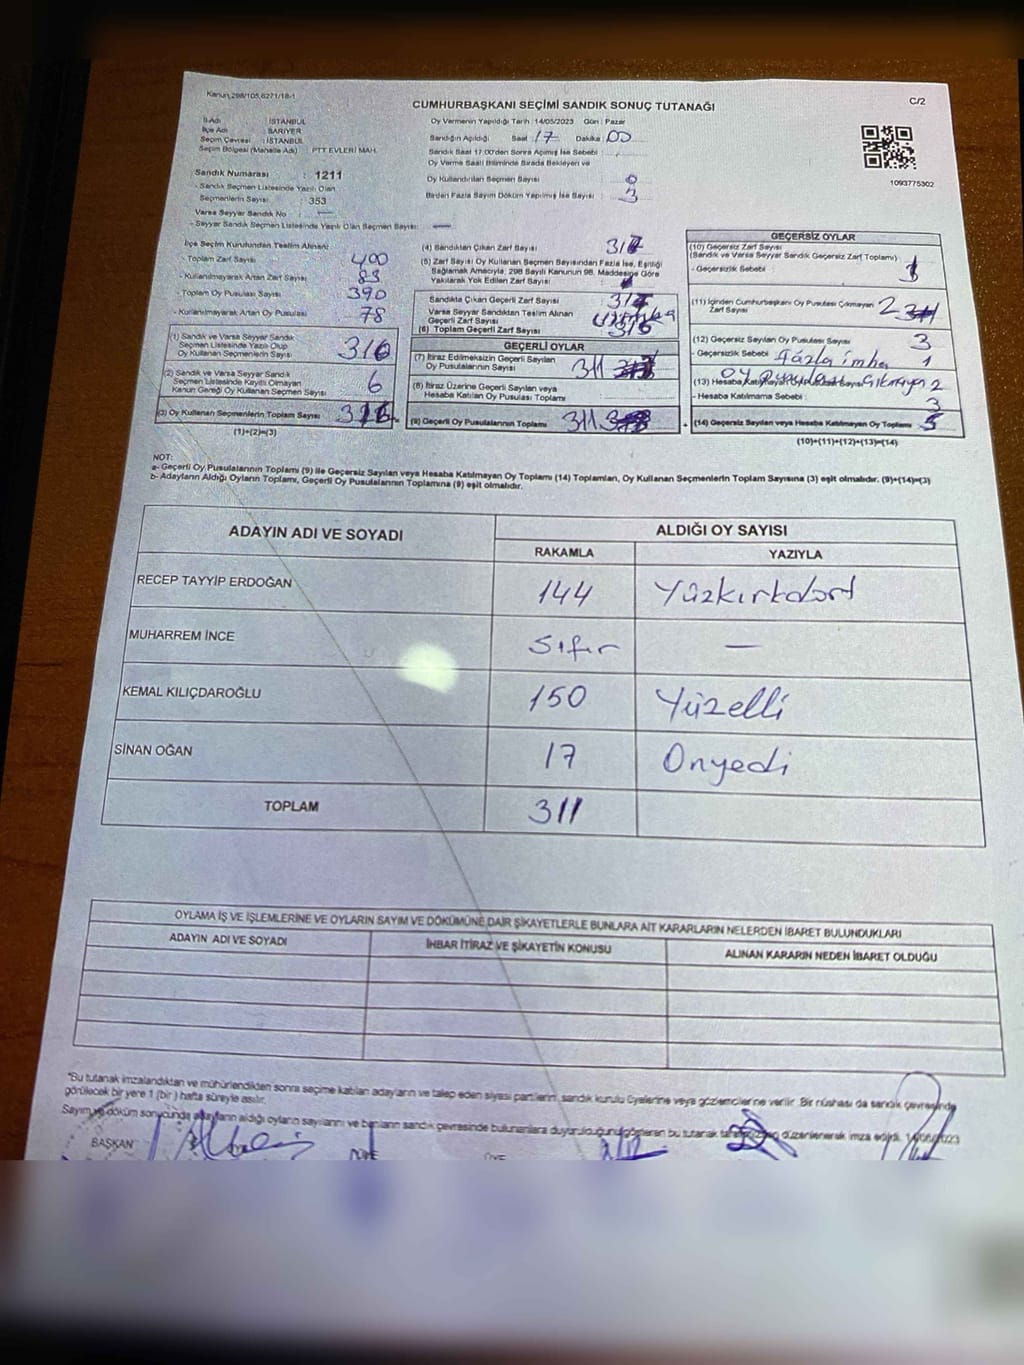 Kanun,298/105,6271/18-1
CUMHURBAŞKANI SEÇİMİ SANDIK SONUÇ TUTANAĞI
C/2
İl Adı : İSTANBUL
İlçe Adı : SARIYER
Seçim Çevresi : İSTANBUL
Seçim Bölgesi (Mahalle Adı) : PTT EVLERİ MAH.
Sandık Numarası : 1211
- Sandık Seçmen Listesinde Yazılı Olan
Seçmenlerin Sayısı : 353
Varsa Seyyar Sandık No : —
- Seyyar Sandık Seçmen Listesinde Yazılı Olan Seçmen Sayısı : —
Oy Vermenin Yapıldığı Tarih :14/05/2023 Gün : Pazar
Sandığın Açıldığı Saat : 17 Dakika : 00
Sandık Saat 17:00'den Sonra Açılmış İse Sebebi :
Oy Verme Saati Bitiminde Sırada Bekleyen ve
Oy Kullandırılan Seçmen Sayısı : 0
Birden Fazla Sayım Döküm Yapılmış İse Sayısı : 3
1093775302
İlçe Seçim Kurulundan Teslim Alınan:
- Toplam Zarf Sayısı : 400
- Kullanılmayarak Artan Zarf Sayısı :
- Toplam Oy Pusulası Sayısı : 390
- Kullanılmayarak Artan Oy Pusulası : 78
(1) Sandık ve Varsa Seyyar Sandık
Seçmen Listesinde Yazılı Olup
Oy Kullanan Seçmenlerin Sayısı : 310
(2) Sandık ve Varsa Seyyar Sandık
Seçmen Listesinde Kayıtlı Olmayan
Kanun Gereği Oy Kullanan Seçmen Sayısı : 6
(3) Oy Kullanan Seçmenlerin Toplam Sayısı :
(1)+(2)=(3)
(4) Sandıktan Çıkan Zarf Sayısı :
(5) Zarf Sayısı Oy Kullanan Seçmen Sayısından Fazla İse, Eşitliği
Sağlamak Amacıyla; 298 Sayılı Kanunun 98. Maddesine Göre
Yakılarak Yok Edilen Zarf Sayısı :
Sandıkta Çıkan Geçerli Zarf Sayısı :
Varsa Seyyar Sandıktan Teslim Alınan
Geçerli Zarf Sayısı :
(6) Toplam Geçerli Zarf Sayısı : 316
GEÇERLİ OYLAR
(7) İtiraz Edilmeksizin Geçerli Sayılan
Oy Pusulasının Sayısı : 311
(8) İtiraz Üzerine Geçerli Sayılan veya
Hesaba Katılan Oy Pusulası Toplamı :
(9) Geçerli Oy Pusulalarının Toplamı : 311
GEÇERSİZ OYLAR
(10) Geçersiz Zarf Sayısı
(Sandık ve Varsa Seyyar Sandık Geçersiz Zarf Toplamı) :
- Geçersizlik Sebebi :
(11) İçinden Cumhurbaşkanı Oy Pusulası Çıkmayan
Zarf Sayısı : 2
(12) Geçersiz Sayılan Oy Pusulası Sayısı : 3
- Geçersizlik Sebebi : fazla imha 1
(13) Hesaba Katılmayan Oy Pusulası Sayısı :
oy pusulası çıkmayan 2
- Hesaba Katılmama Sebebi : 3
(14) Geçersiz Sayılan veya Hesaba Katılmayan Oy Toplamı : 5
(10)+(11)+(12)+(13)=(14)
NOT:
a- Geçerli Oy Pusulalarının Toplamı (9) ile Geçersiz Sayılan veya Hesaba Katılmayan Oy Toplamı (14) Toplamları, Oy Kullanan Seçmenlerin Toplam Sayısına (3) eşit olmalıdır. (9)+(14)=(3)
b- Adayların Aldığı Oyların Toplamı, Geçerli Oy Pusulalarının Toplamına (9) eşit olmalıdır.
ADAYIN ADI VE SOYADI
ALDIĞI OY SAYISI
RAKAMLA YAZIYLA
RECEP TAYYİP ERDOĞAN 144 Yüzkırkdört
MUHARREM İNCE Sıfır —
KEMAL KILIÇDAROĞLU 150 Yüzelli
SİNAN OĞAN 17 Onyedi
TOPLAM 311
OYLAMA İŞ VE İŞLEMLERİNE VE OYLARIN SAYIM VE DÖKÜMÜNE DAİR ŞİKAYETLERLE BUNLARA AİT KARARLARIN NELERDEN İBARET BULUNDUKLARI
ADAYIN ADI VE SOYADI İHBAR İTİRAZ VE ŞİKAYETİN KONUSU ALINAN KARARIN NEDEN İBARET OLDUĞU
"Bu tutanak imzalandıktan ve mühürlendikten sonra seçime katılan adayların ve talep eden siyasi partilerin, sandık kurulu üyelerine veya gözlemcilerine verilir. Bir nüshası da sandık çevresinde
görülecek bir yere 1 (bir) hafta süreyle asılır.
Sayım ve döküm sonucunda adayların aldığı oyların sayılarını ve bunların sandık çevresinde bulunanlara duyurulduğunu gösteren bu tutanak tarafımızdan düzenlenerek imza edildi. 14/05/2023
BAŞKAN
ÜYE
ÜYE